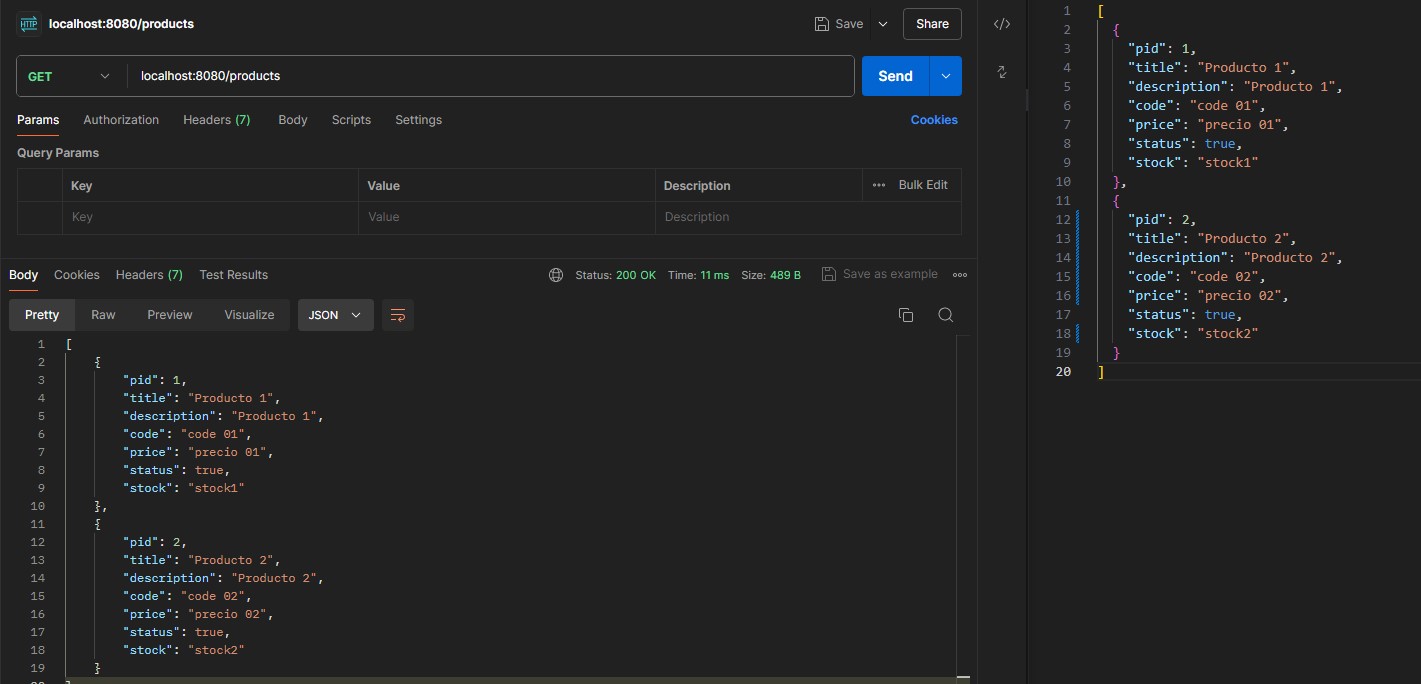 HTTP localhost:8080/products Save Share
GET localhost:8080/products Send
Params Authorization Headers (7) Body Scripts Settings Cookies
Query Params
Key Value Description Bulk Edit
Key Value Description
Body Cookies Headers (7) Test Results Status: 200 OK Time: 11 ms Size: 489 B Save as example
Pretty Raw Preview Visualize JSON
1 [
2 {
3 "pid": 1,
4 "title": "Producto 1",
5 "description": "Producto 1",
6 "code": "code 01",
7 "price": "precio 01",
8 "status": true,
9 "stock": "stock1"
10 },
11 {
12 "pid": 2,
13 "title": "Producto 2",
14 "description": "Producto 2",
15 "code": "code 02",
16 "price": "precio 02",
17 "status": true,
18 "stock": "stock2"
19 }
</>
1 [
2 {
3 "pid": 1,
4 "title": "Producto 1",
5 "description": "Producto 1",
6 "code": "code 01",
7 "price": "precio 01",
8 "status": true,
9 "stock": "stock1"
10 },
11 {
12 "pid": 2,
13 "title": "Producto 2",
14 "description": "Producto 2",
15 "code": "code 02",
16 "price": "precio 02",
17 "status": true,
18 "stock": "stock2"
19 }
20 ]